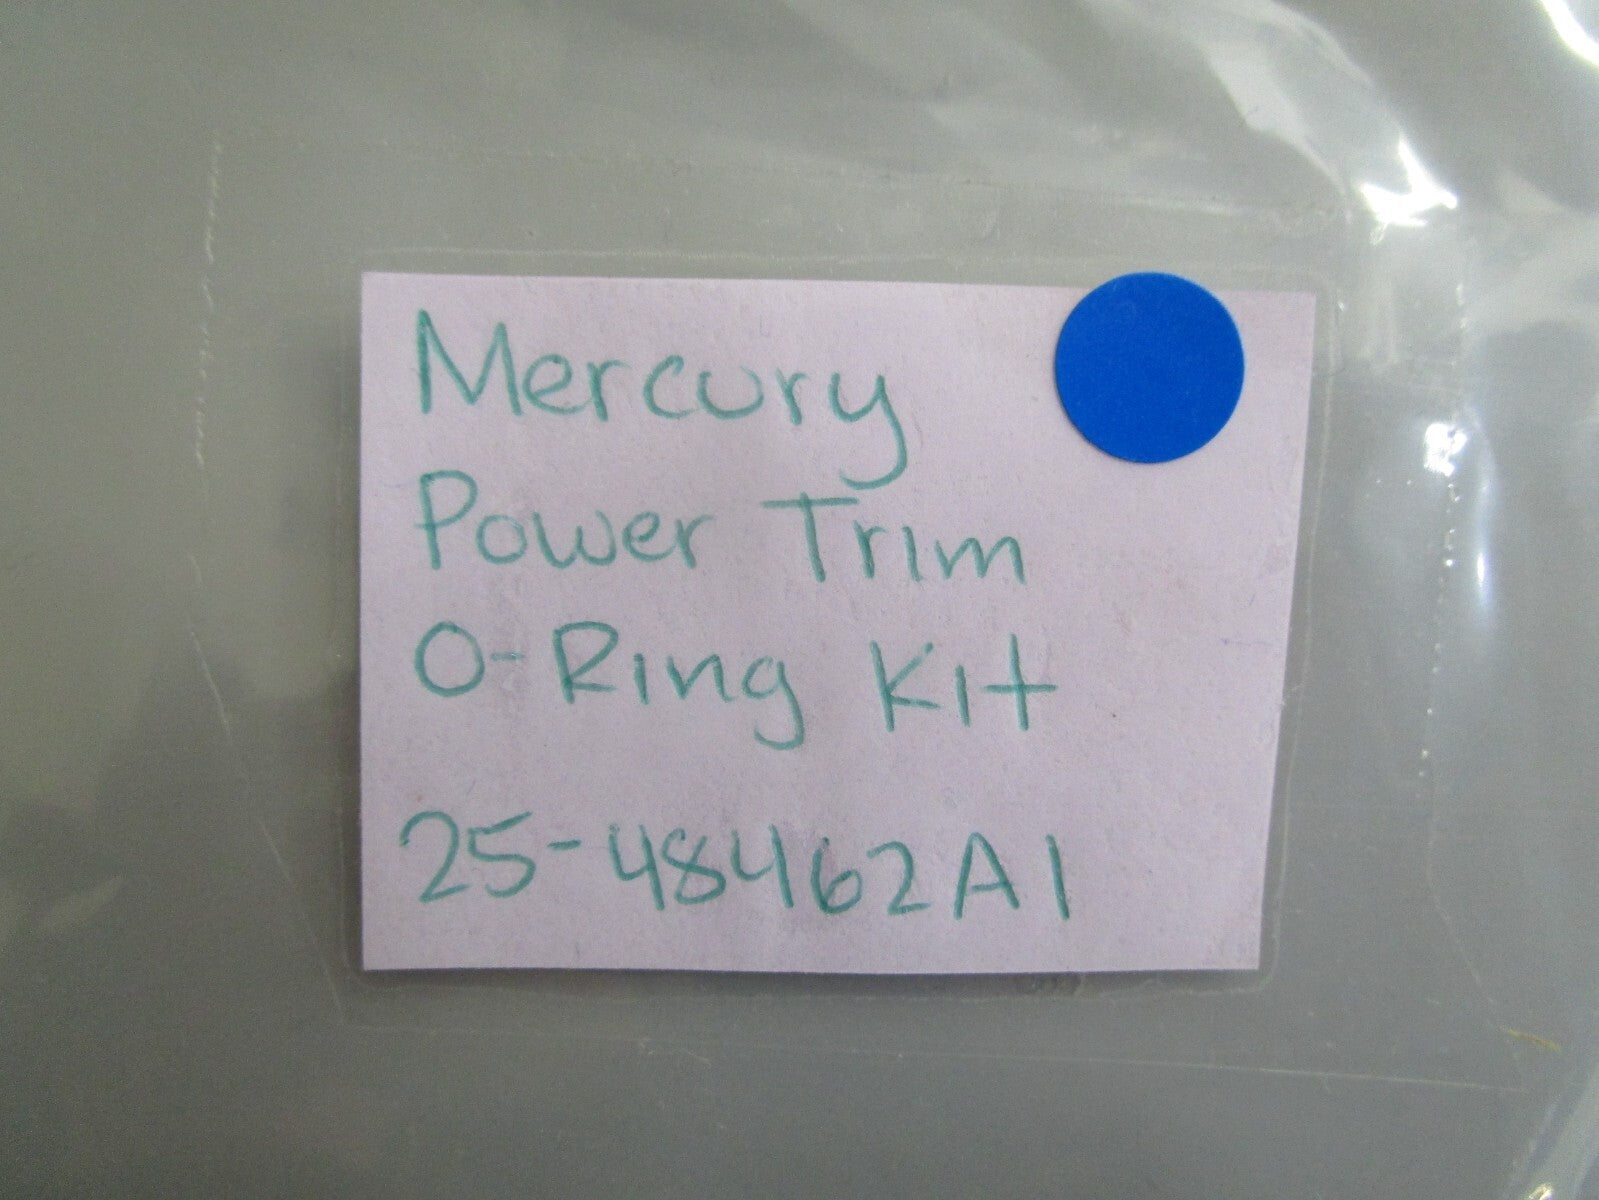 Mercury
Power Trim
O-Ring Kit
25-48462A1